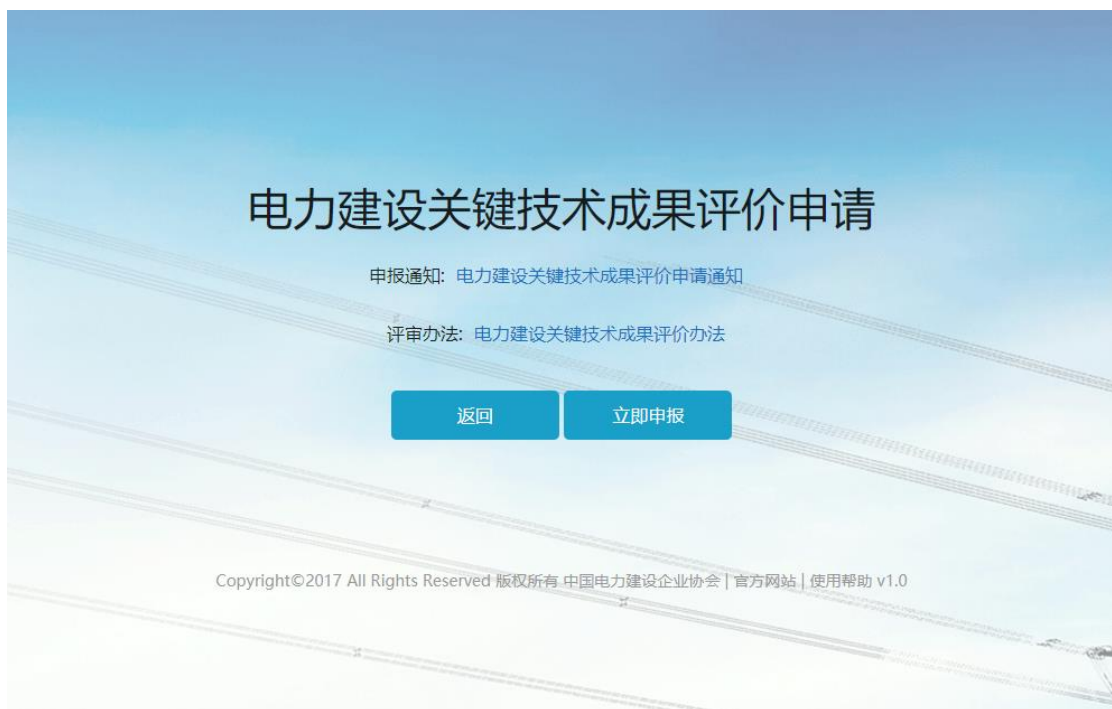 电力建设关键技术成果评价申请
申报通知: 电力建设关键技术成果评价申请通知
评审办法: 电力建设关键技术成果评价办法
返回 立即申报
Copyright©2017 All Rights Reserved 版权所有 中国电力建设企业协会 | 官方网站 | 使用帮助 v1.0